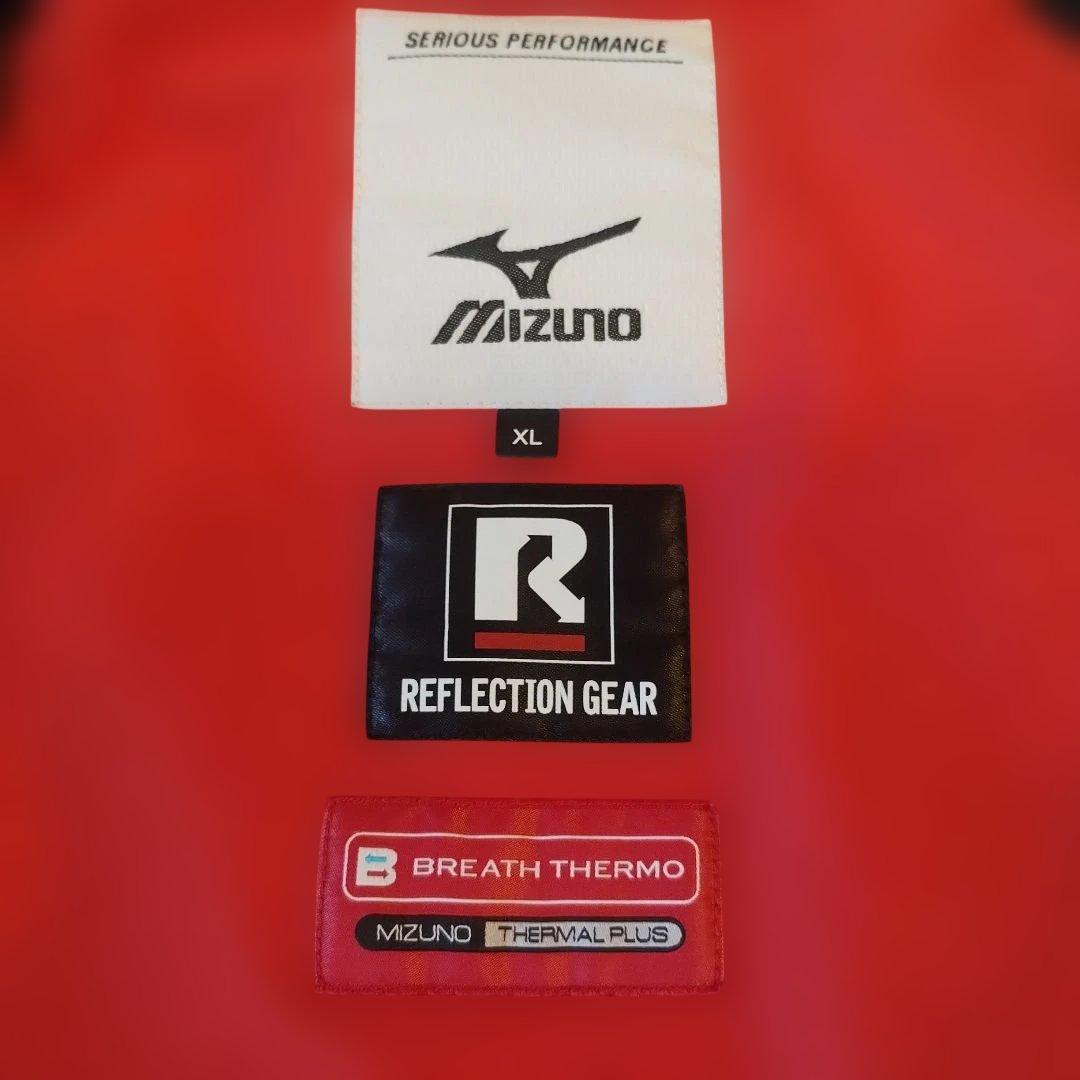 SERIOUS PERFORMANCE
MIZUNO
XL
R
REFLECTION GEAR
B BREATH THERMO
MIZUNO THERMAL PLUS